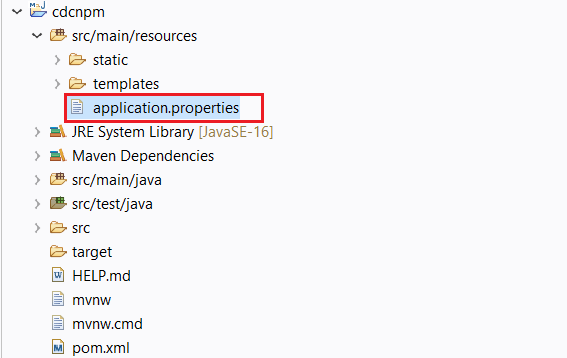 cdcnpm
src/main/resources
static
templates
application.properties
JRE System Library [JavaSE-16]
Maven Dependencies
src/main/java
src/test/java
src
target
HELP.md
mvnw
mvnw.cmd
pom.xml